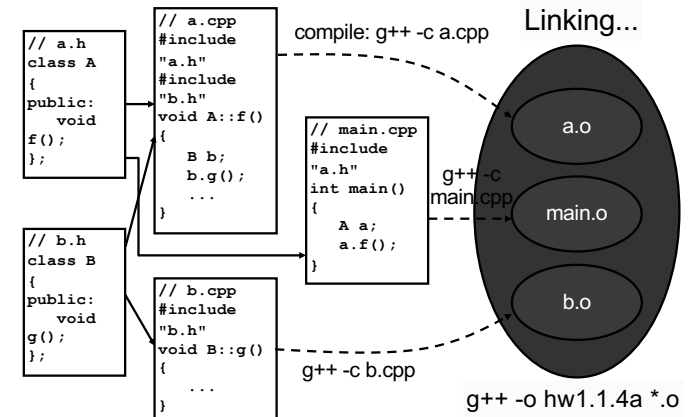 // a.h
class A
{
public:
void
f();
};
// b.h
class B
{
public:
void
g();
};
// a.cpp
#include
"a.h"
#include
"b.h"
void A::f()
{
B b;
b.g();
...
}
// b.cpp
#include
"b.h"
void B::g()
{
...
}
// main.cpp
#include
"a.h"
int main()
{
A a;
a.f();
}
compile: g++ -c a.cpp
g++ -c
main.cpp
g++ -c b.cpp
Linking...
a.o
main.o
b.o
g++ -o hw1.1.4a *.o